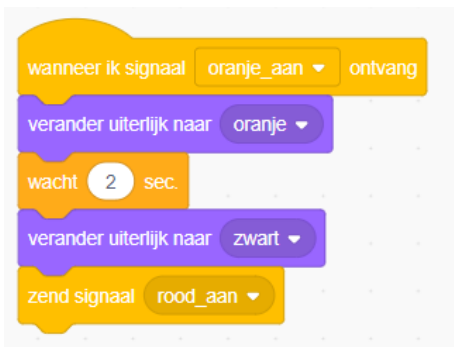 wanneer ik signaal oranje_aan ontvang
verander uiterlijk naar oranje
wacht 2 sec.
verander uiterlijk naar zwart
zend signaal rood_aan